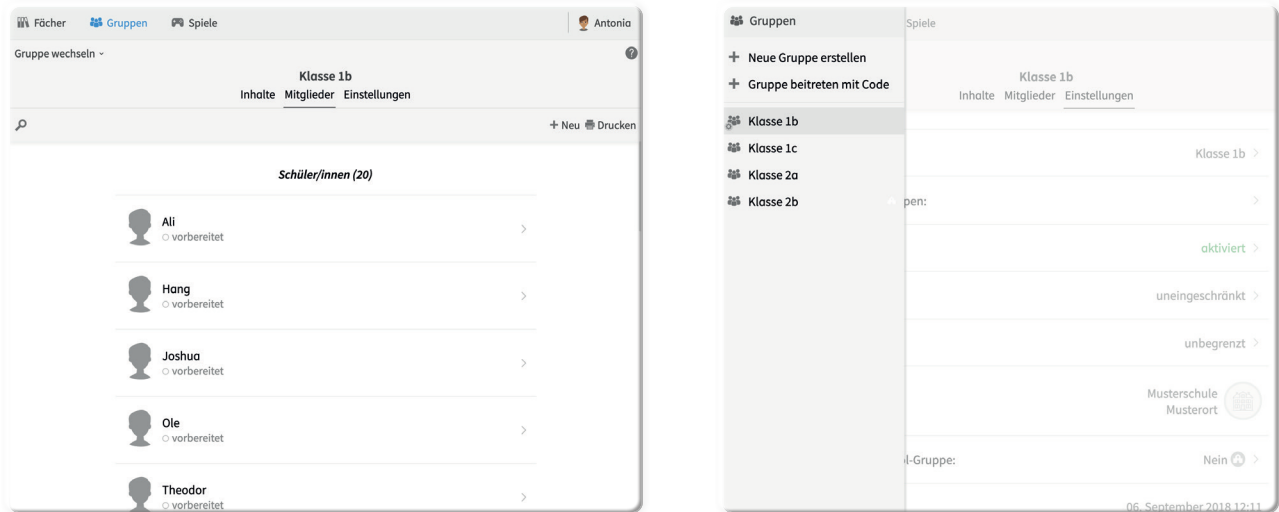 Fächer Gruppen Spiele Antonia
Gruppe wechseln
Klasse 1b
Inhalte Mitglieder Einstellungen
+ Neu Drucken
Schüler/innen (20)
Ali
vorbereitet
Hang
vorbereitet
Joshua
vorbereitet
Ole
vorbereitet
Theodor
vorbereitet
Gruppen
Spiele
+ Neue Gruppe erstellen
+ Gruppe beitreten mit Code
Klasse 1b
Klasse 1c
Klasse 2a
Klasse 2b
Klasse 1b
Inhalte Mitglieder Einstellungen
Klasse 1b
pen:
aktiviert
uneingeschränkt
unbegrenzt
Musterschule
Musterort
l-Gruppe:
Nein
06. September 2018 12:11